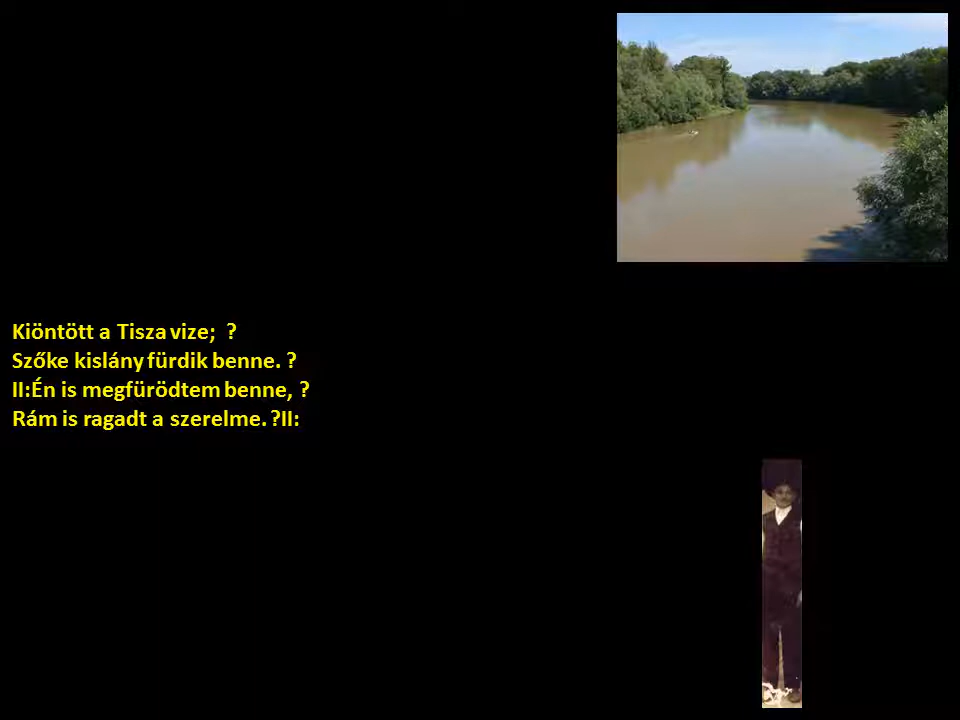 Kiöntött a Tisza vize;  ?
Szőke kislány fürdik benne. ?
II:Én is megfürödtem benne, ?
Rám is ragadt a szerelme. ?II: